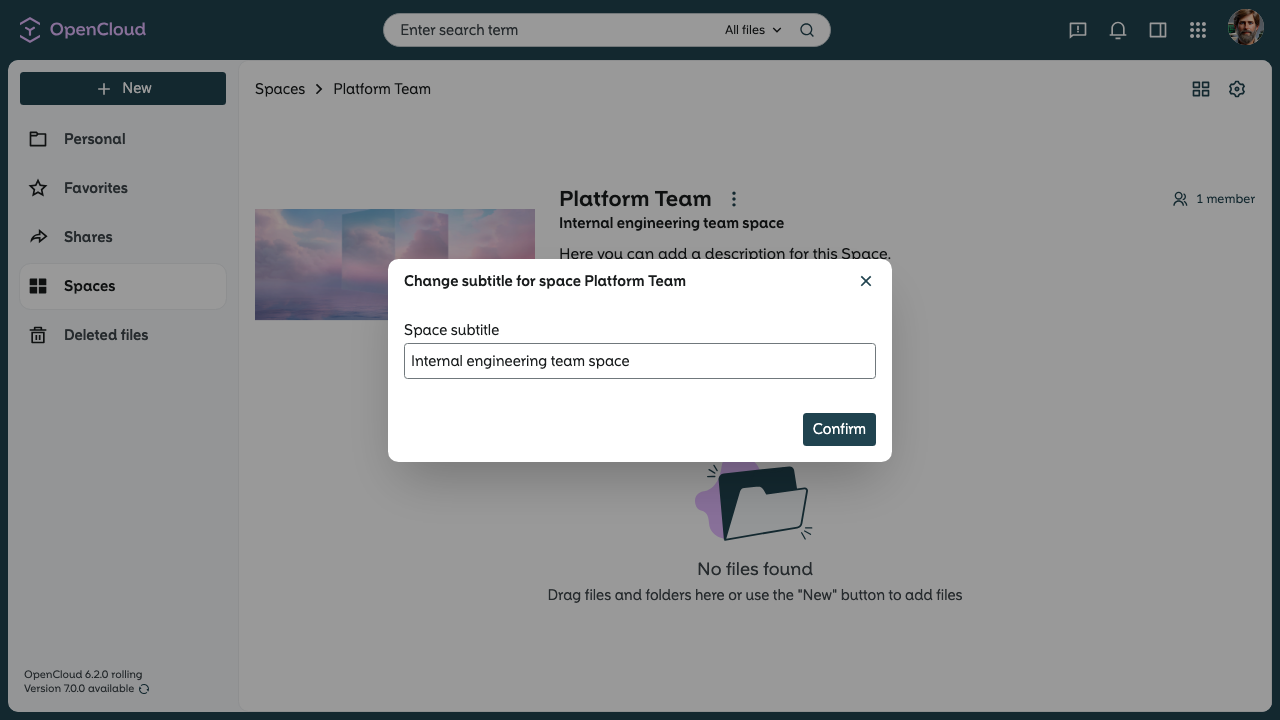 OpenCloud
Enter search term
All files
New
Personal
Favorites
Shares
Spaces
Deleted files
OpenCloud 6.2.0 rolling
Version 7.0.0 available
Spaces
Platform Team
Platform Team
1 member
Internal engineering team space
Here you can add a description for this Space.
Change subtitle for space Platform Team
Space subtitle
Internal engineering team space
Confirm
No files found
Drag files and folders here or use the "New" button to add files